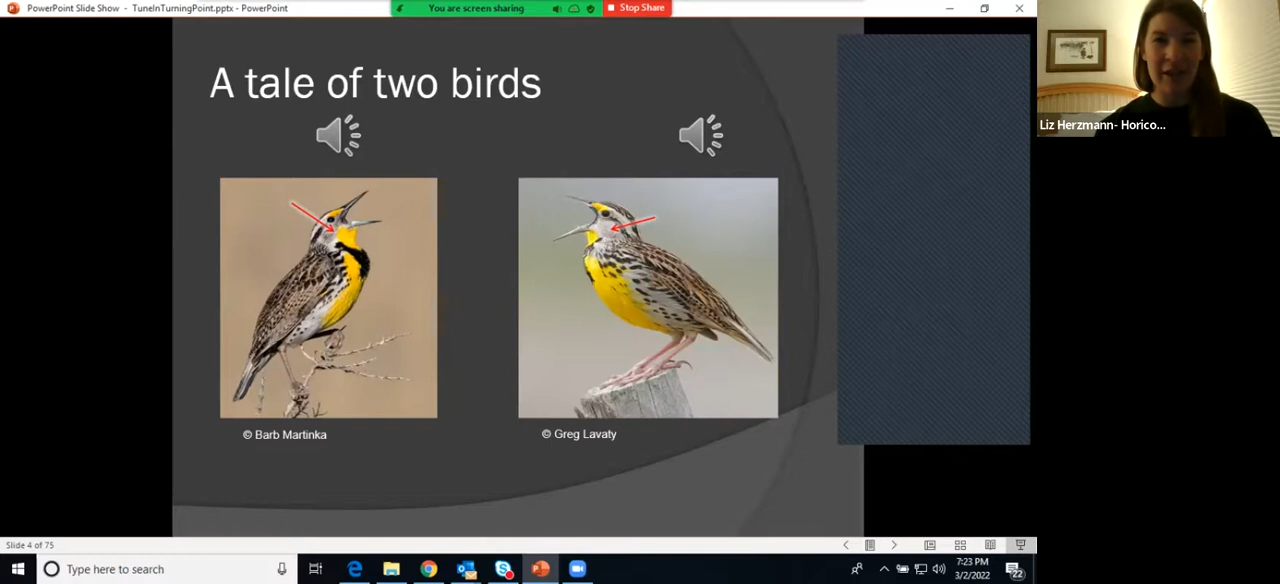 PowerPoint Slide Show - TuneInTurningPoint.pptx - PowerPoint
You are screen sharing
Stop Share
A tale of two birds
© Barb Martinka
© Greg Lavaty
Liz Herzmann- Horico...
Slide 4 of 75
Type here to search
7:23 PM
3/2/2022
22